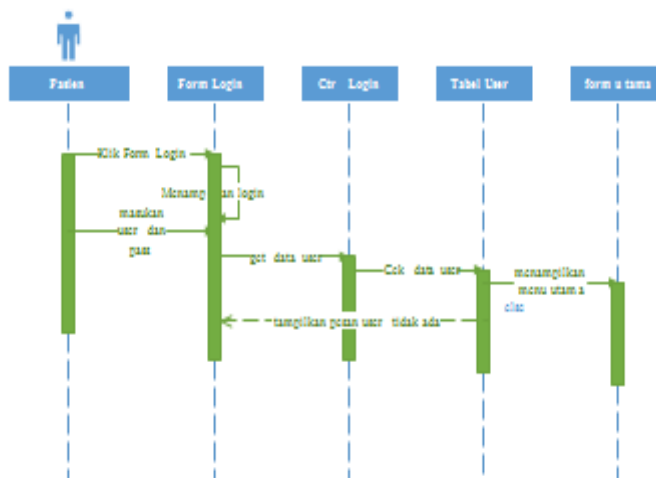 Pasien
Form Login
Ctr Login
Tabel User
form utama
Klik Form Login
Menampilkan login
masukan
user dan
pass
get data user
Cek data user
menampilkan
menu utama
else
tampilkan pesan user tidak ada